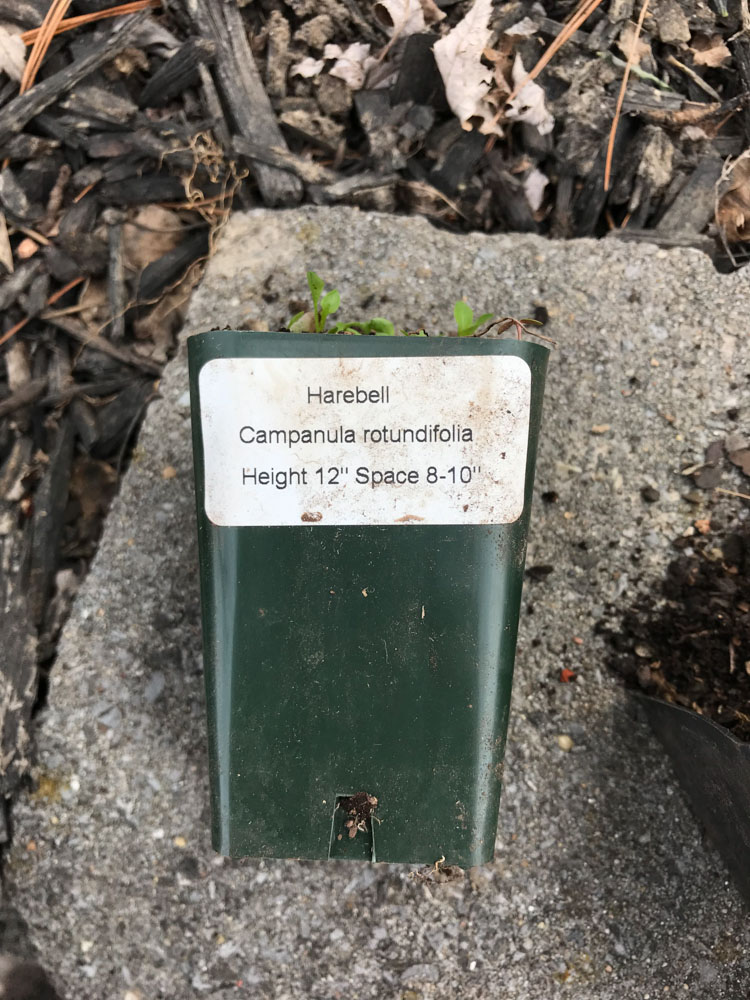 Harebell
Campanula rotundifolia
Height 12" Space 8-10"